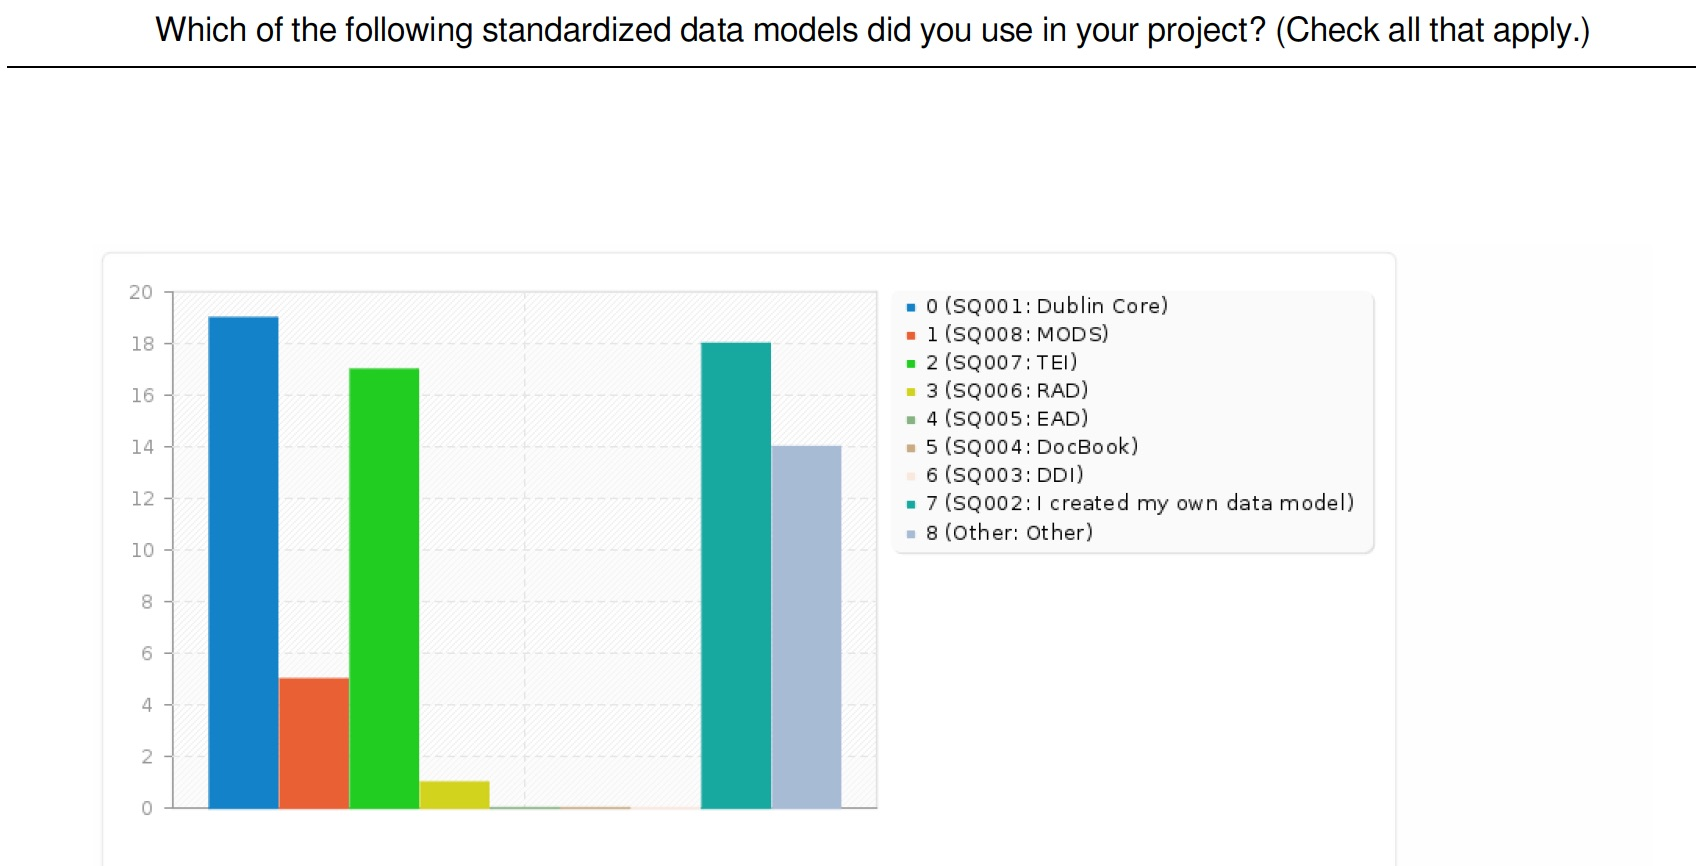 Which of the following standardized data models did you use in your project? (Check all that apply.)
20
18
16
14
12
10
8
6
4
2
0
0 (SQ001: Dublin Core)
1 (SQ008: MODS)
2 (SQ007: TEI)
3 (SQ006: RAD)
4 (SQ005: EAD)
5 (SQ004: DocBook)
6 (SQ003: DDI)
7 (SQ002: I created my own data model)
8 (Other: Other)